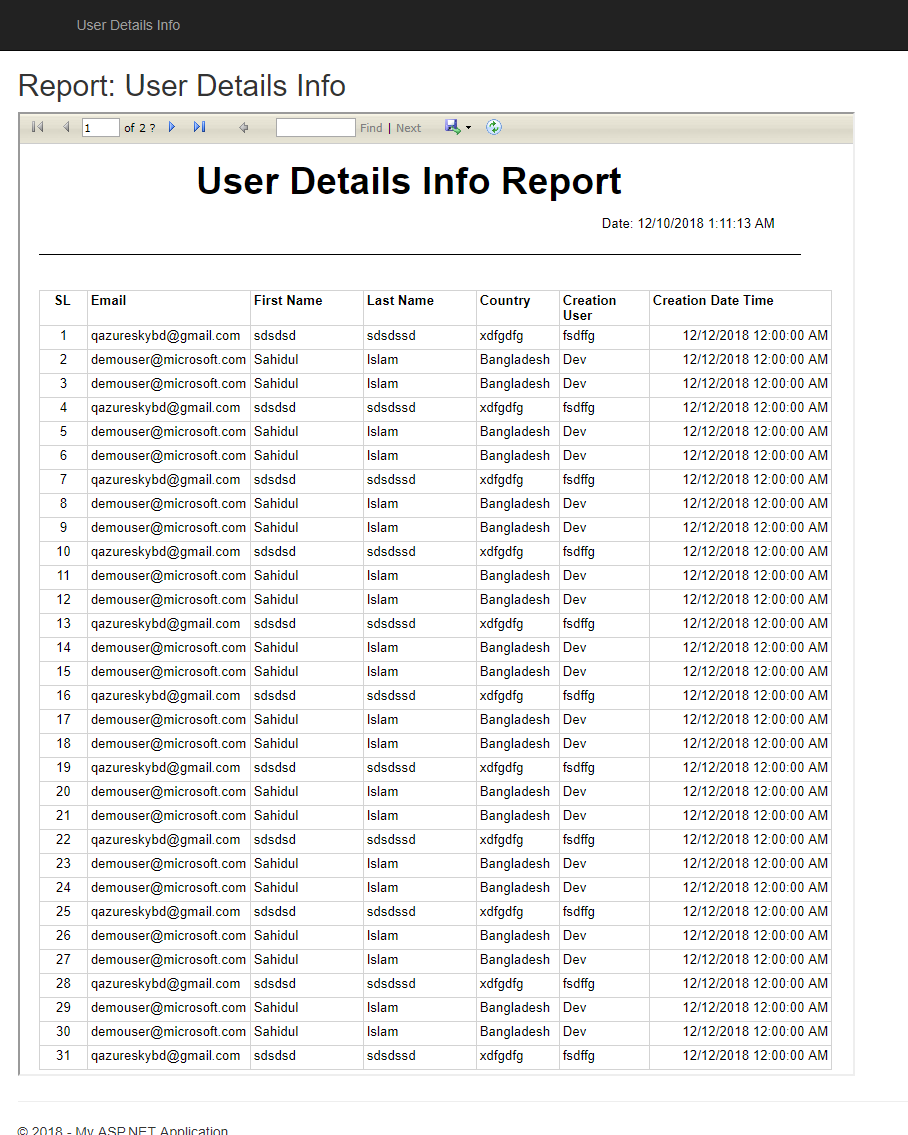 User Details Info
Report: User Details Info
1 of 2 ? Find | Next
User Details Info Report
Date: 12/10/2018 1:11:13 AM
SL Email First Name Last Name Country Creation User Creation Date Time
1 qazureskybd@gmail.com sdsdsd sdsdssd xdfgdfg fsdffg 12/12/2018 12:00:00 AM
2 demouser@microsoft.com Sahidul Islam Bangladesh Dev 12/12/2018 12:00:00 AM
3 demouser@microsoft.com Sahidul Islam Bangladesh Dev 12/12/2018 12:00:00 AM
4 qazureskybd@gmail.com sdsdsd sdsdssd xdfgdfg fsdffg 12/12/2018 12:00:00 AM
5 demouser@microsoft.com Sahidul Islam Bangladesh Dev 12/12/2018 12:00:00 AM
6 demouser@microsoft.com Sahidul Islam Bangladesh Dev 12/12/2018 12:00:00 AM
7 qazureskybd@gmail.com sdsdsd sdsdssd xdfgdfg fsdffg 12/12/2018 12:00:00 AM
8 demouser@microsoft.com Sahidul Islam Bangladesh Dev 12/12/2018 12:00:00 AM
9 demouser@microsoft.com Sahidul Islam Bangladesh Dev 12/12/2018 12:00:00 AM
10 qazureskybd@gmail.com sdsdsd sdsdssd xdfgdfg fsdffg 12/12/2018 12:00:00 AM
11 demouser@microsoft.com Sahidul Islam Bangladesh Dev 12/12/2018 12:00:00 AM
12 demouser@microsoft.com Sahidul Islam Bangladesh Dev 12/12/2018 12:00:00 AM
13 qazureskybd@gmail.com sdsdsd sdsdssd xdfgdfg fsdffg 12/12/2018 12:00:00 AM
14 demouser@microsoft.com Sahidul Islam Bangladesh Dev 12/12/2018 12:00:00 AM
15 demouser@microsoft.com Sahidul Islam Bangladesh Dev 12/12/2018 12:00:00 AM
16 qazureskybd@gmail.com sdsdsd sdsdssd xdfgdfg fsdffg 12/12/2018 12:00:00 AM
17 demouser@microsoft.com Sahidul Islam Bangladesh Dev 12/12/2018 12:00:00 AM
18 demouser@microsoft.com Sahidul Islam Bangladesh Dev 12/12/2018 12:00:00 AM
19 qazureskybd@gmail.com sdsdsd sdsdssd xdfgdfg fsdffg 12/12/2018 12:00:00 AM
20 demouser@microsoft.com Sahidul Islam Bangladesh Dev 12/12/2018 12:00:00 AM
21 demouser@microsoft.com Sahidul Islam Bangladesh Dev 12/12/2018 12:00:00 AM
22 qazureskybd@gmail.com sdsdsd sdsdssd xdfgdfg fsdffg 12/12/2018 12:00:00 AM
23 demouser@microsoft.com Sahidul Islam Bangladesh Dev 12/12/2018 12:00:00 AM
24 demouser@microsoft.com Sahidul Islam Bangladesh Dev 12/12/2018 12:00:00 AM
25 qazureskybd@gmail.com sdsdsd sdsdssd xdfgdfg fsdffg 12/12/2018 12:00:00 AM
26 demouser@microsoft.com Sahidul Islam Bangladesh Dev 12/12/2018 12:00:00 AM
27 demouser@microsoft.com Sahidul Islam Bangladesh Dev 12/12/2018 12:00:00 AM
28 qazureskybd@gmail.com sdsdsd sdsdssd xdfgdfg fsdffg 12/12/2018 12:00:00 AM
29 demouser@microsoft.com Sahidul Islam Bangladesh Dev 12/12/2018 12:00:00 AM
30 demouser@microsoft.com Sahidul Islam Bangladesh Dev 12/12/2018 12:00:00 AM
31 qazureskybd@gmail.com sdsdsd sdsdssd xdfgdfg fsdffg 12/12/2018 12:00:00 AM
© 2018 - My ASP.NET Application